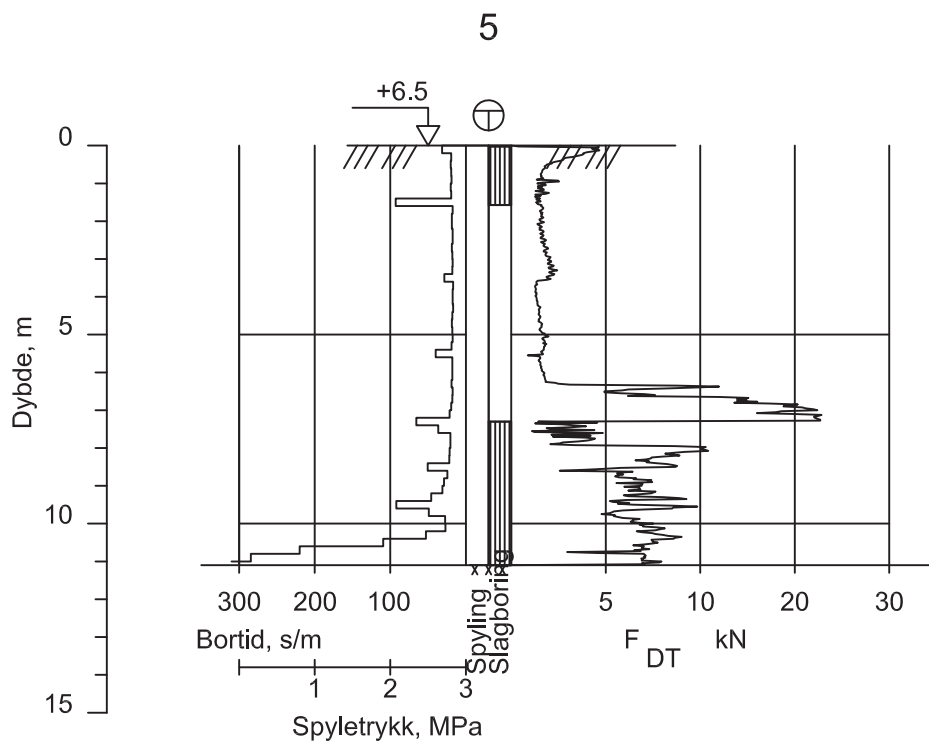 5
+6.5
0
5
10
15
Dybde, m
300 200 100
Bortid, s/m
1 2 3
Spyletrykk, MPa
Spyling
Slagboring
5 10 20 30
F DT kN